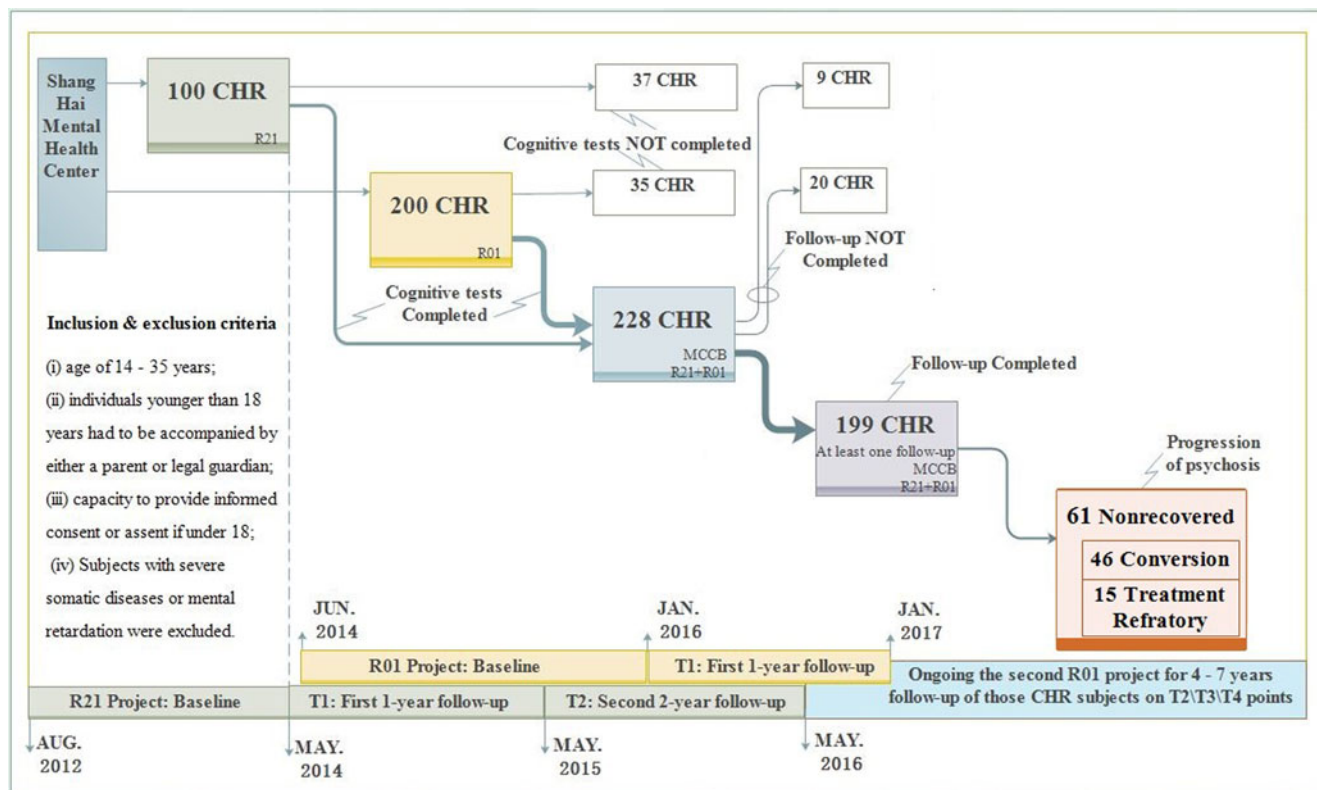 Shang
Hai
Mental
Health
Center
100 CHR
R21
37 CHR
9 CHR
Cognitive tests NOT completed
200 CHR
R01
35 CHR
20 CHR
Follow-up NOT
Completed
Cognitive tests
Completed
228 CHR
MCCB
R21+R01
Follow-up Completed
199 CHR
At least one follow-up
MCCB
R21+R01
Progression
of psychosis
61 Nonrecovered
46 Conversion
15 Treatment
Refratory
Inclusion & exclusion criteria
(i) age of 14 - 35 years;
(ii) individuals younger than 18
years had to be accompanied by
either a parent or legal guardian;
(iii) capacity to provide informed
consent or assent if under 18;
(iv) Subjects with severe
somatic diseases or mental
retardation were excluded.
JUN.
2014
JAN.
2016
JAN.
2017
R01 Project: Baseline
T1: First 1-year follow-up
R21 Project: Baseline
T1: First 1-year follow-up
T2: Second 2-year follow-up
Ongoing the second R01 project for 4 - 7 years
follow-up of those CHR subjects on T2\T3\T4 points
AUG.
2012
MAY.
2014
MAY.
2015
MAY.
2016